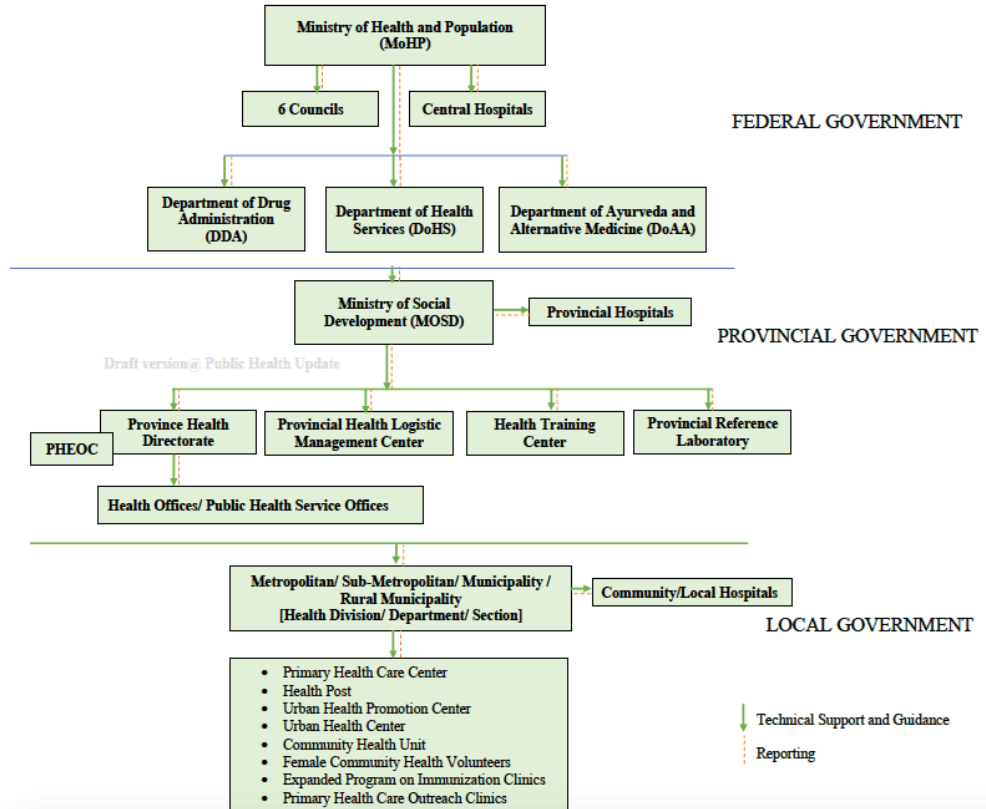 Ministry of Health and Population
(MoHP)
6 Councils
Central Hospitals
FEDERAL GOVERNMENT
Department of Drug
Administration
(DDA)
Department of Health
Services (DoHS)
Department of Ayurveda and
Alternative Medicine (DoAA)
Ministry of Social
Development (MOSD)
Provincial Hospitals
PROVINCIAL GOVERNMENT
Draft version@ Public Health Update
Province Health
Directorate
PHEOC
Provincial Health Logistic
Management Center
Health Training
Center
Provincial Reference
Laboratory
Health Offices/ Public Health Service Offices
Metropolitan/ Sub-Metropolitan/ Municipality /
Rural Municipality
[Health Division/ Department/ Section]
Community/Local Hospitals
LOCAL GOVERNMENT
• Primary Health Care Center
• Health Post
• Urban Health Promotion Center
• Urban Health Center
• Community Health Unit
• Female Community Health Volunteers
• Expanded Program on Immunization Clinics
• Primary Health Care Outreach Clinics
Technical Support and Guidance
Reporting